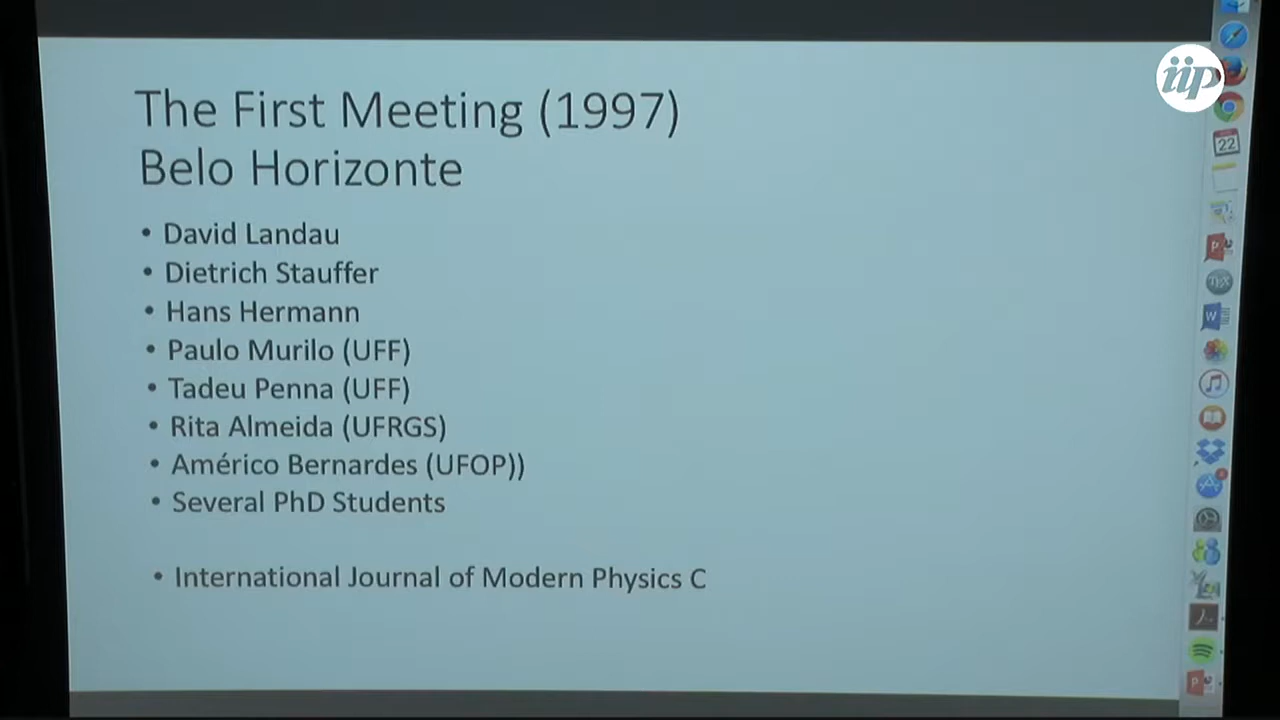 The First Meeting (1997)
Belo Horizonte
• David Landau
• Dietrich Stauffer
• Hans Hermann
• Paulo Murilo (UFF)
• Tadeu Penna (UFF)
• Rita Almeida (UFRGS)
• Américo Bernardes (UFOP))
• Several PhD Students
• International Journal of Modern Physics C
iip
22
TEX
W
P